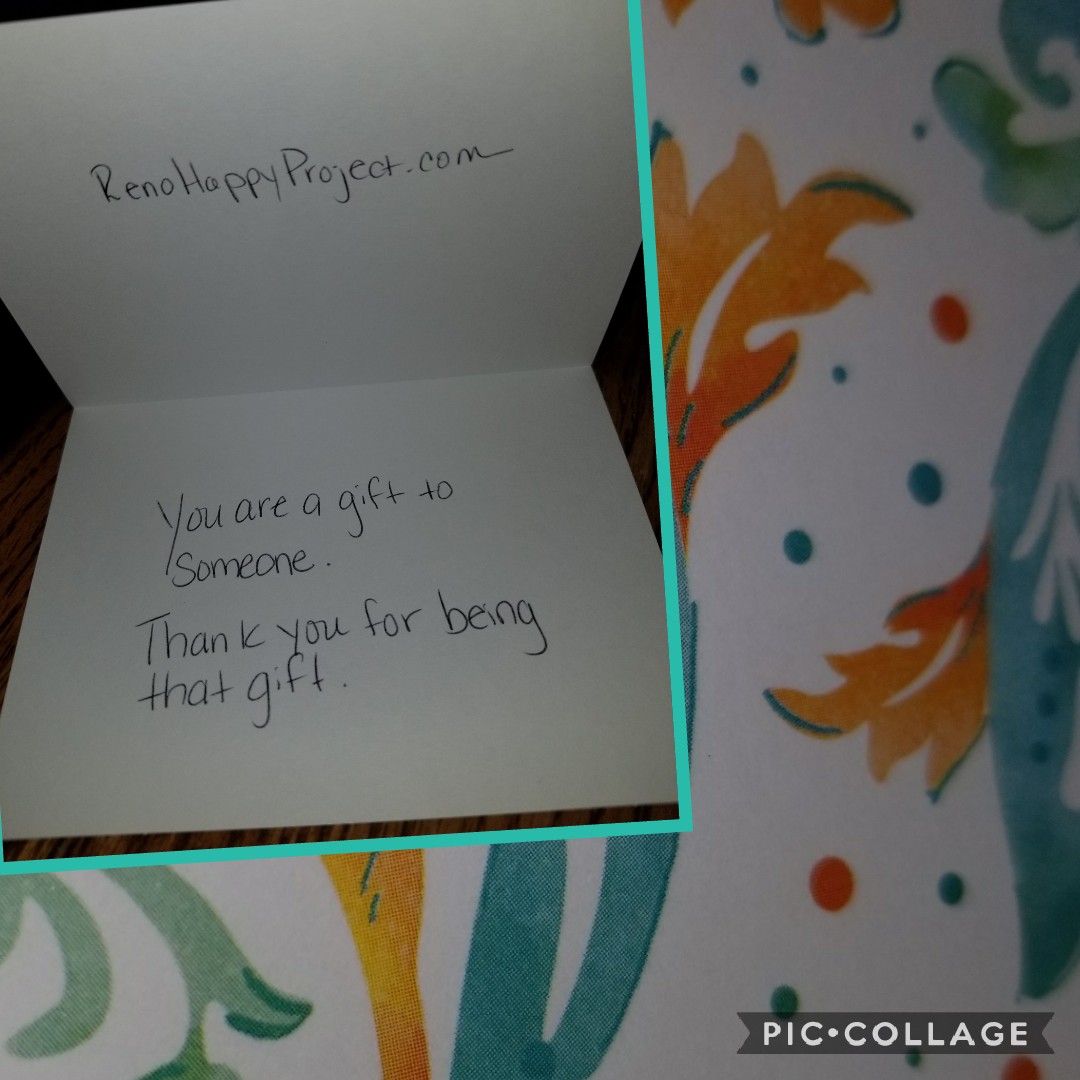 RenoHappyProject.com
You are a gift to
someone.
Thank you for being
that gift.
PIC•COLLAGE